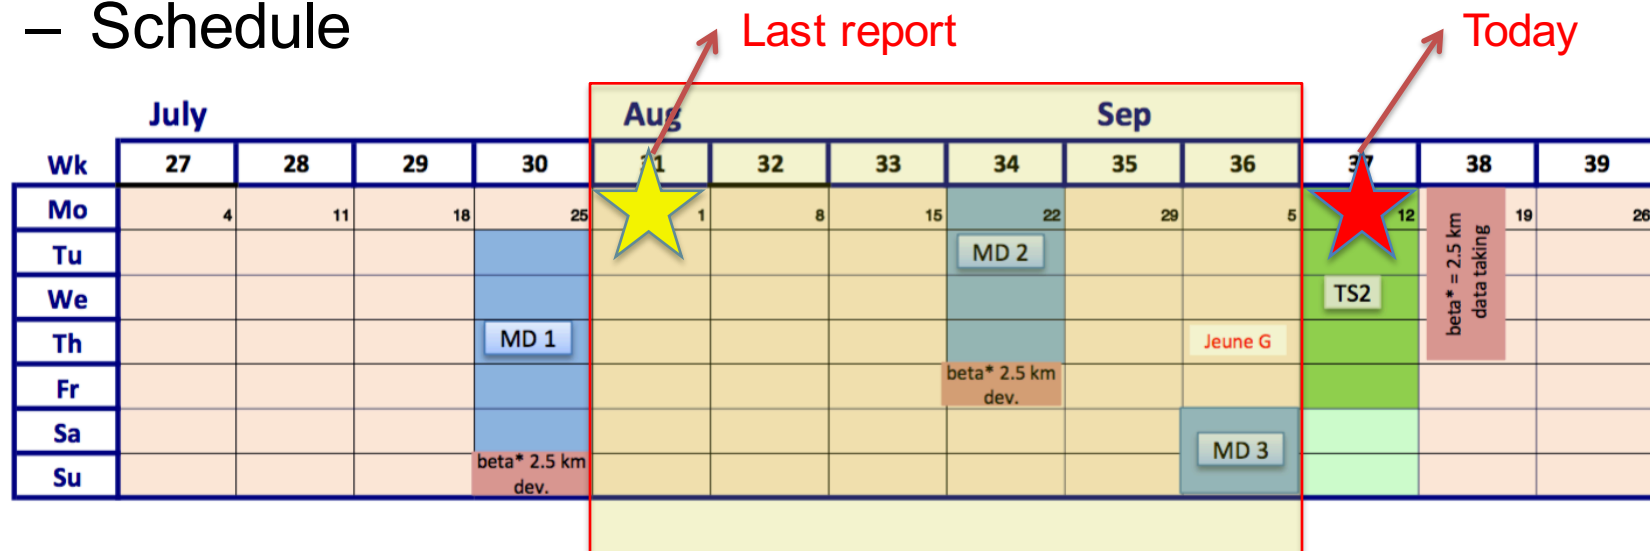 – Schedule
Last report
Today
July
Aug
Sep
Wk 27 28 29 30 31 32 33 34 35 36 37 38 39
Mo 4 11 18 25 1 8 15 22 29 5 12 19 26
Tu MD 2
We TS2
beta* = 2.5 km
data taking
Th MD 1 Jeune G
Fr beta* 2.5 km
dev.
Sa
MD 3
Su beta* 2.5 km
dev.